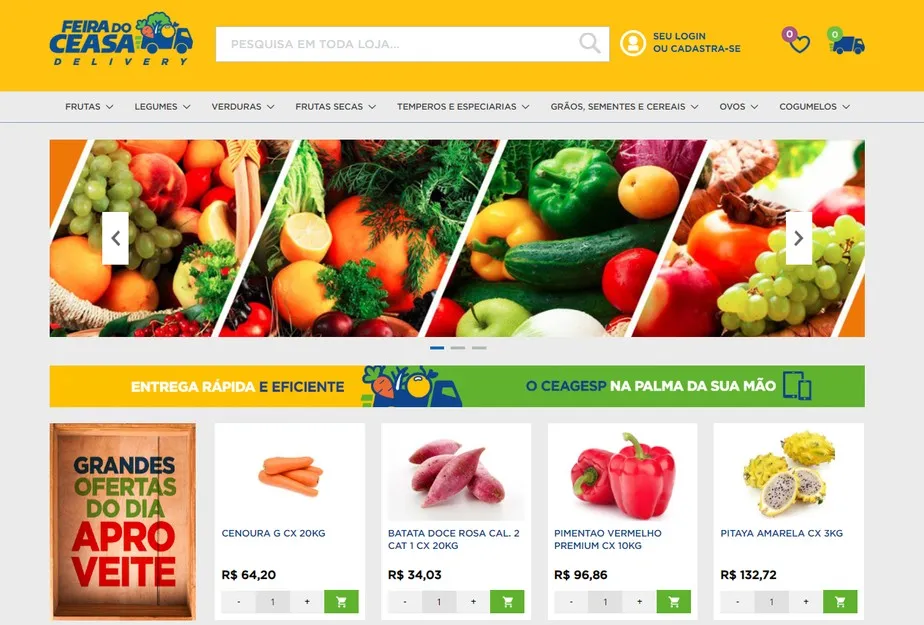 FEIRA DO
CEASA
DELIVERY
PESQUISA EM TODA LOJA...
SEU LOGIN
OU CADASTRA-SE
0
0
FRUTAS
LEGUMES
VERDURAS
FRUTAS SECAS
TEMPEROS E ESPECIARIAS
GRÃOS, SEMENTES E CEREAIS
OVOS
COGUMELOS
ENTREGA RÁPIDA E EFICIENTE
O CEAGESP NA PALMA DA SUA MÃO
GRANDES
OFERTAS
DO DIA
APRO
VEITE
CENOURA G CX 20KG
R$ 64,20
- 1 +
BATATA DOCE ROSA CAL. 2
CAT 1 CX 20KG
R$ 34,03
- 1 +
PIMENTAO VERMELHO
PREMIUM CX 10KG
R$ 96,86
- 1 +
PITAYA AMARELA CX 3KG
R$ 132,72
- 1 +